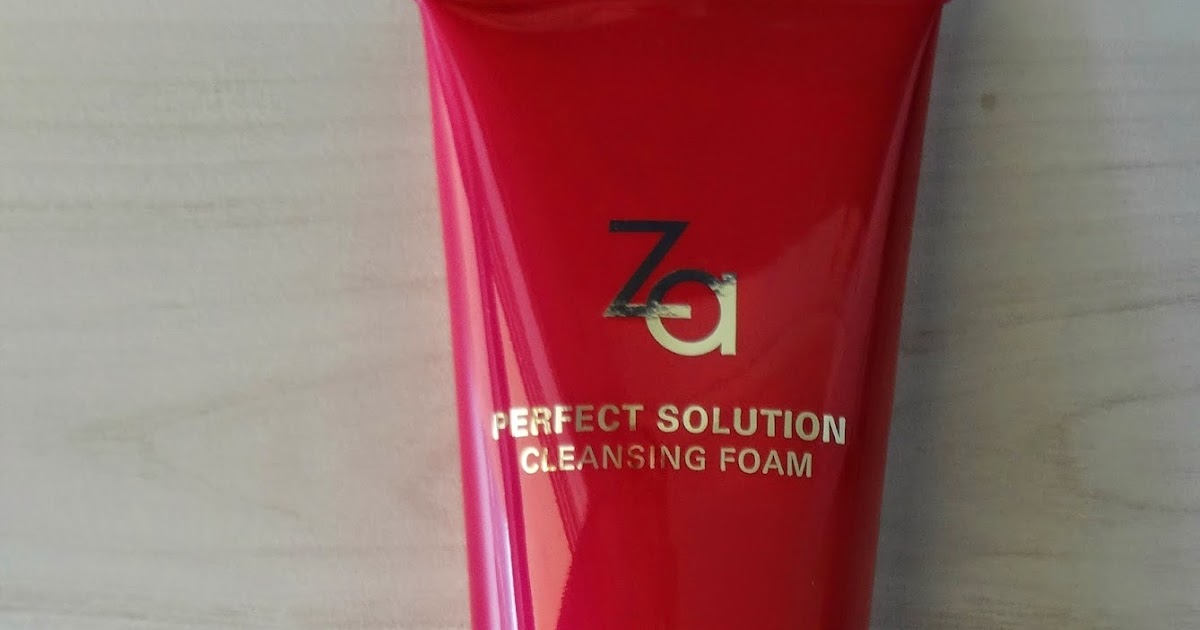 Za
PERFECT SOLUTION
CLEANSING FOAM